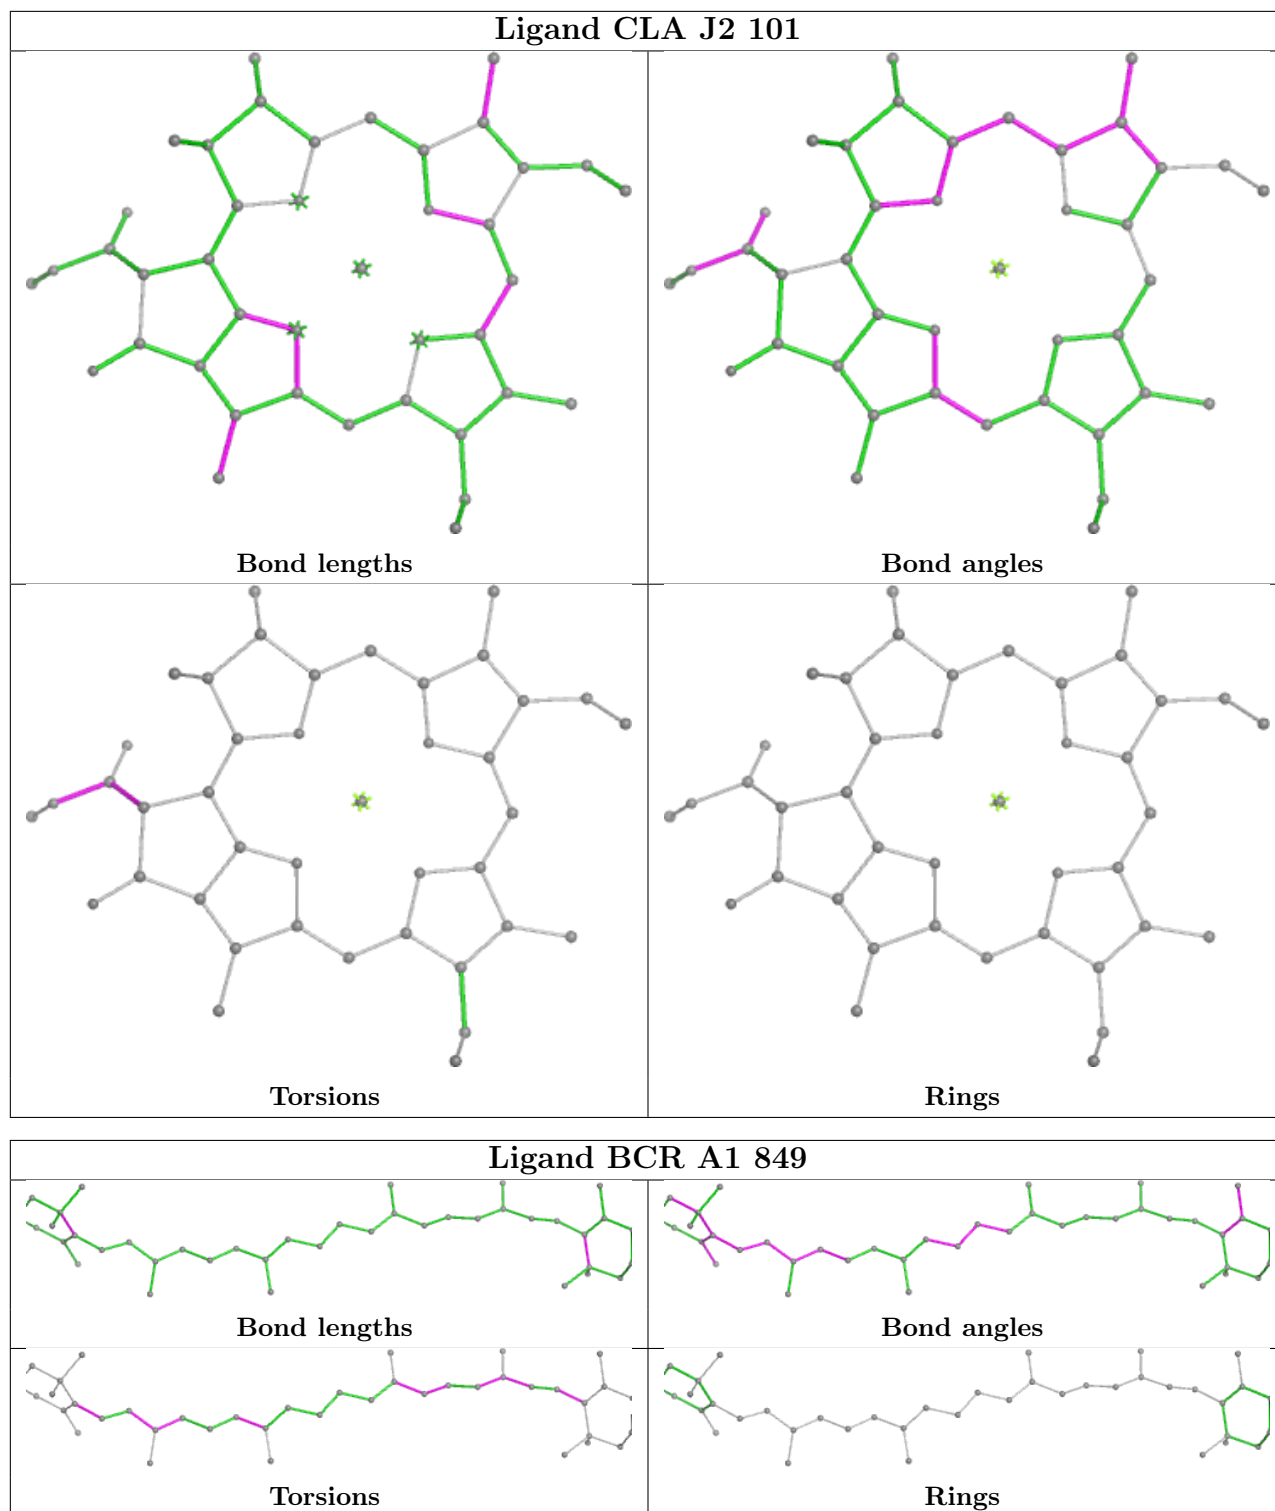 Ligand CLA J2 101
Bond lengths
Bond angles
Torsions
Rings
Ligand BCR A1 849
Bond lengths
Bond angles
Torsions
Rings